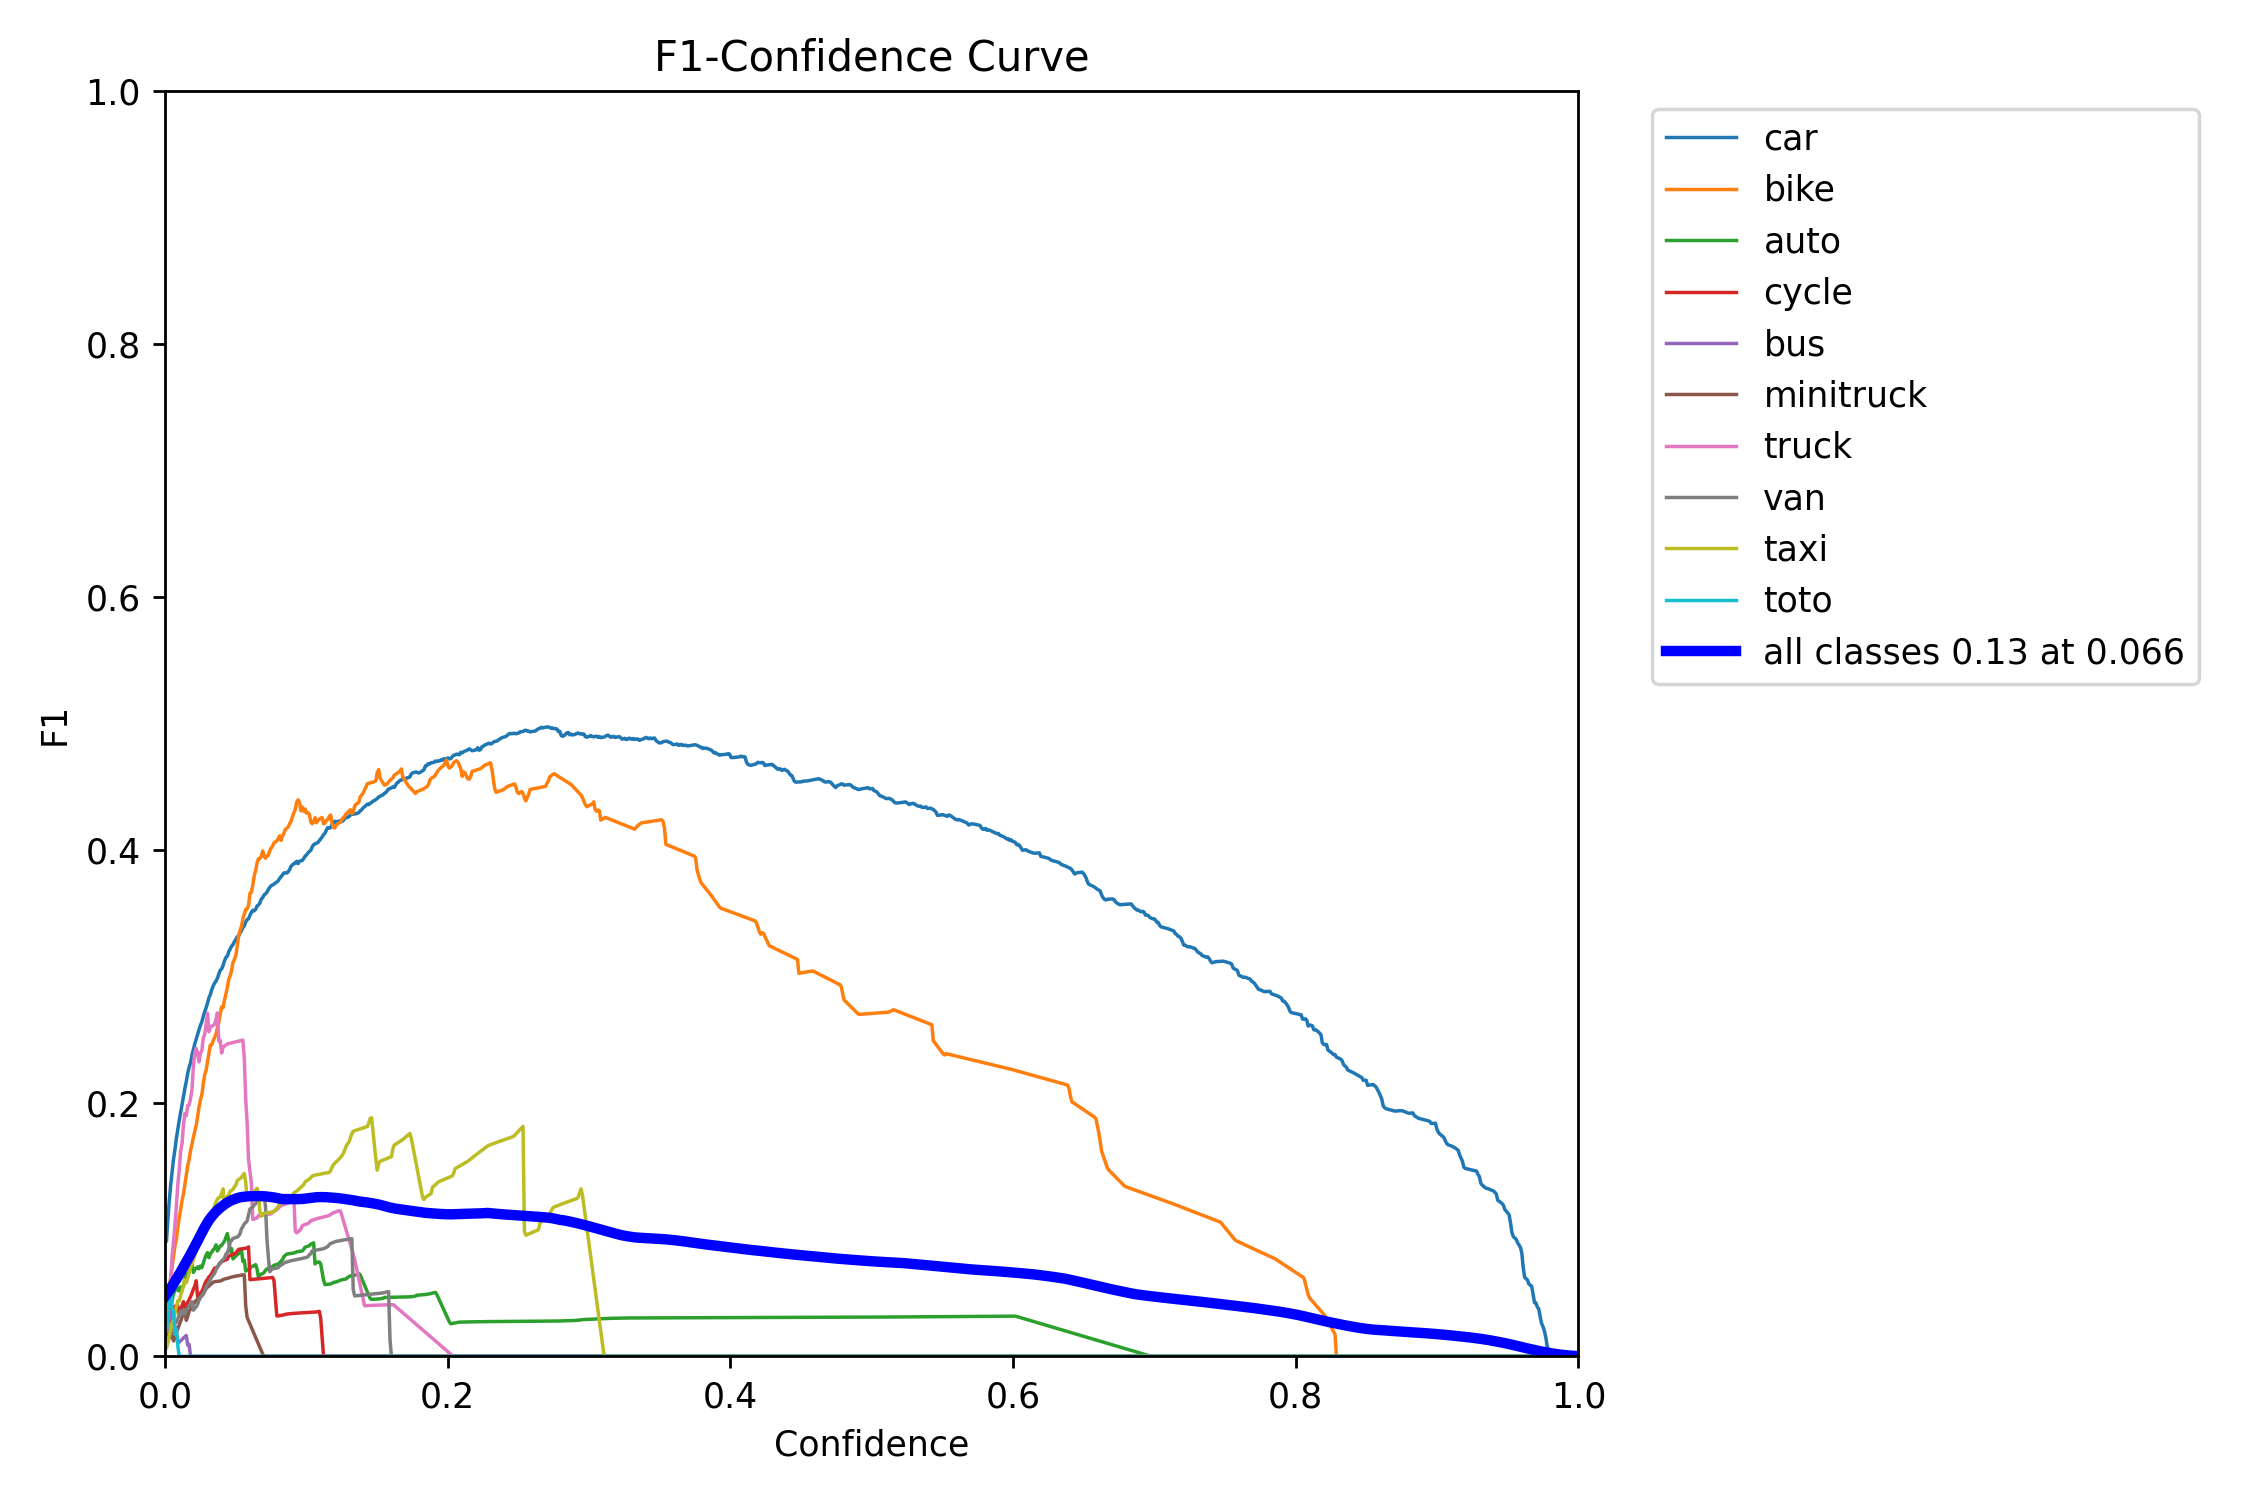 F1-Confidence Curve
1.0
0.8
0.6
0.4
0.2
0.0
F1
0.0 0.2 0.4 0.6 0.8 1.0
Confidence
car
bike
auto
cycle
bus
minitruck
truck
van
taxi
toto
all classes 0.13 at 0.066